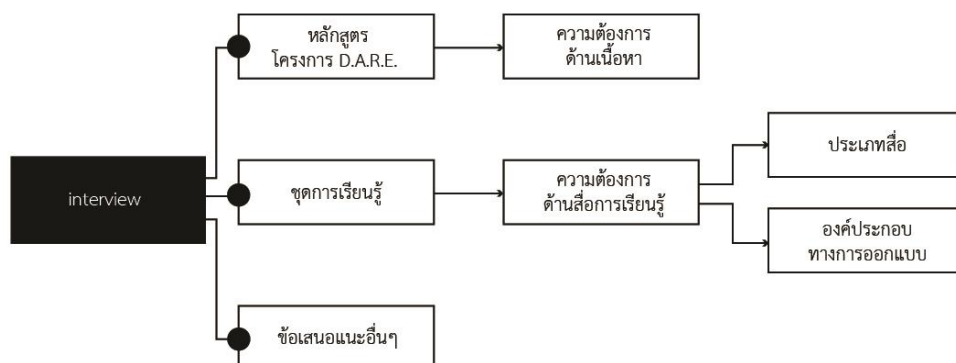 หลักสูตร
โครงการ D.A.R.E.
ความต้องการ
ด้านเนื้อหา
interview
ชุดการเรียนรู้
ความต้องการ
ด้านสื่อการเรียนรู้
ประเภทสื่อ
องค์ประกอบ
ทางการออกแบบ
ข้อเสนอแนะอื่นๆ